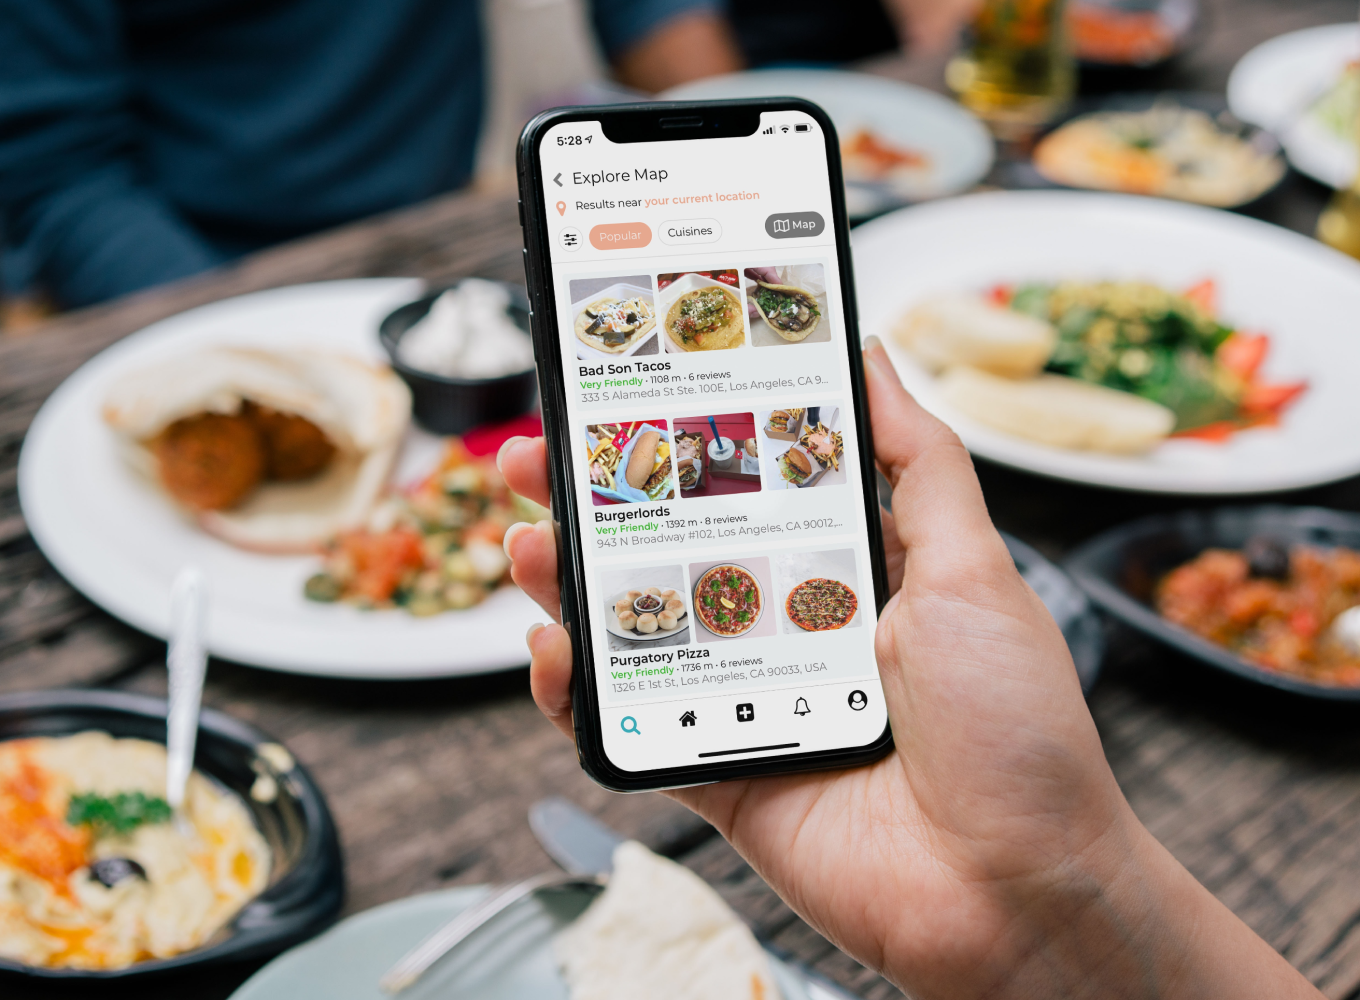 5:28
Explore Map
Results near your current location
Popular
Cuisines
Map
Bad Son Tacos
Very Friendly • 1108 m • 6 reviews
333 S Alameda St Ste. 100E, Los Angeles, CA 9...
Burgerlords
Very Friendly • 1392 m • 8 reviews
943 N Broadway #102, Los Angeles, CA 90012,...
Purgatory Pizza
Very Friendly • 1736 m • 6 reviews
1326 E 1st St, Los Angeles, CA 90033, USA